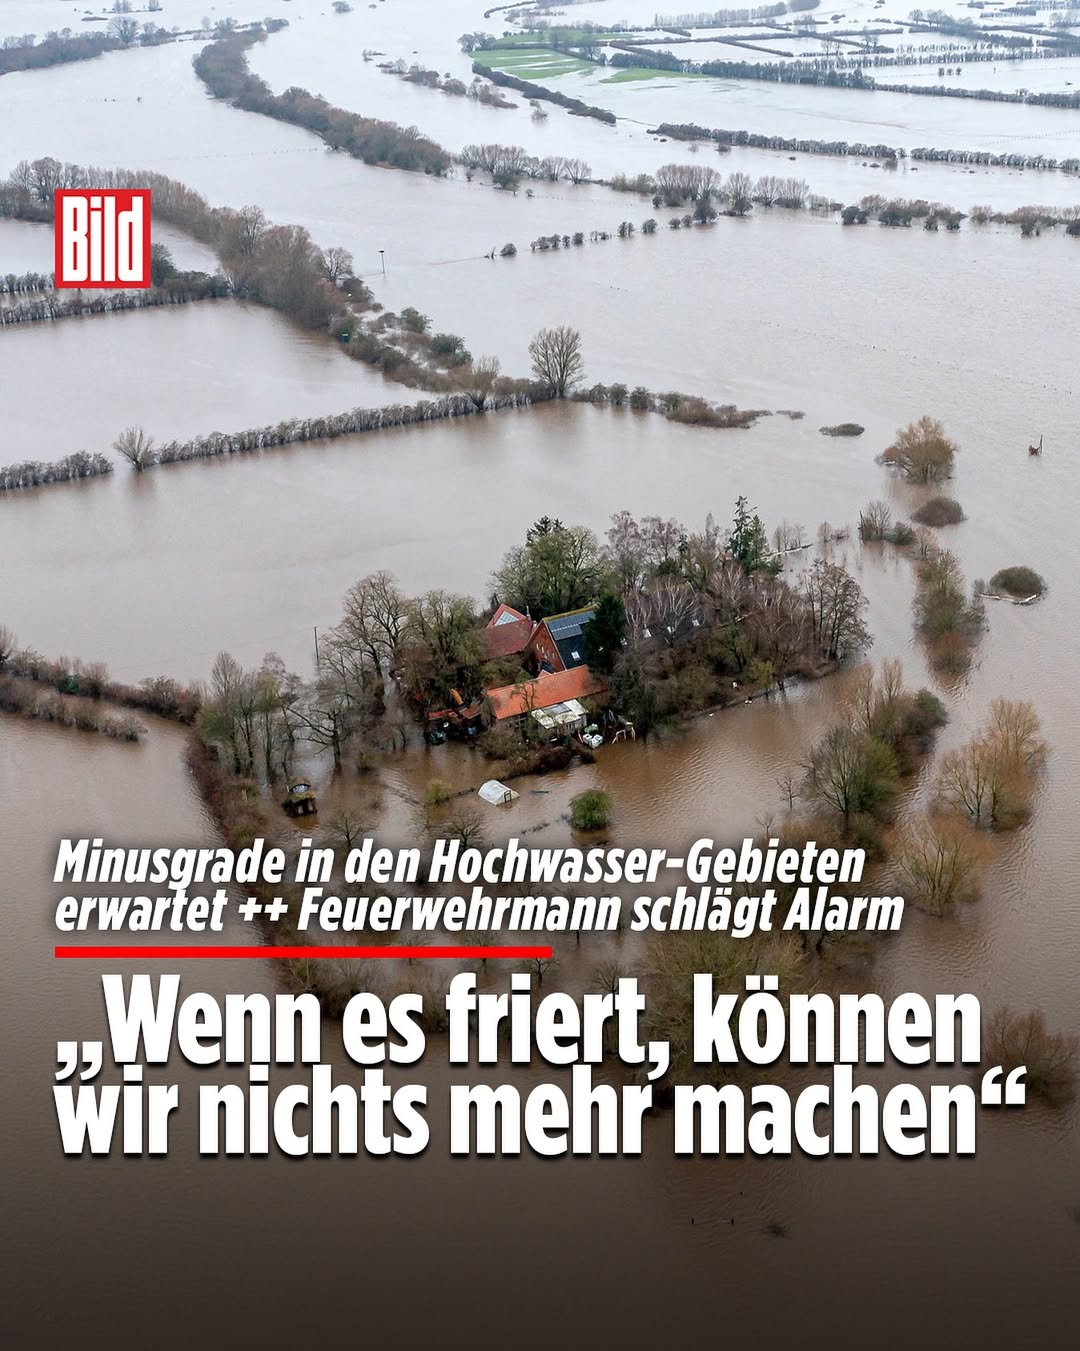 Bild
Minusgrade in den Hochwasser-Gebieten
erwartet ++ Feuerwehrmann schlägt Alarm
„Wenn es friert, können
wir nichts mehr machen“